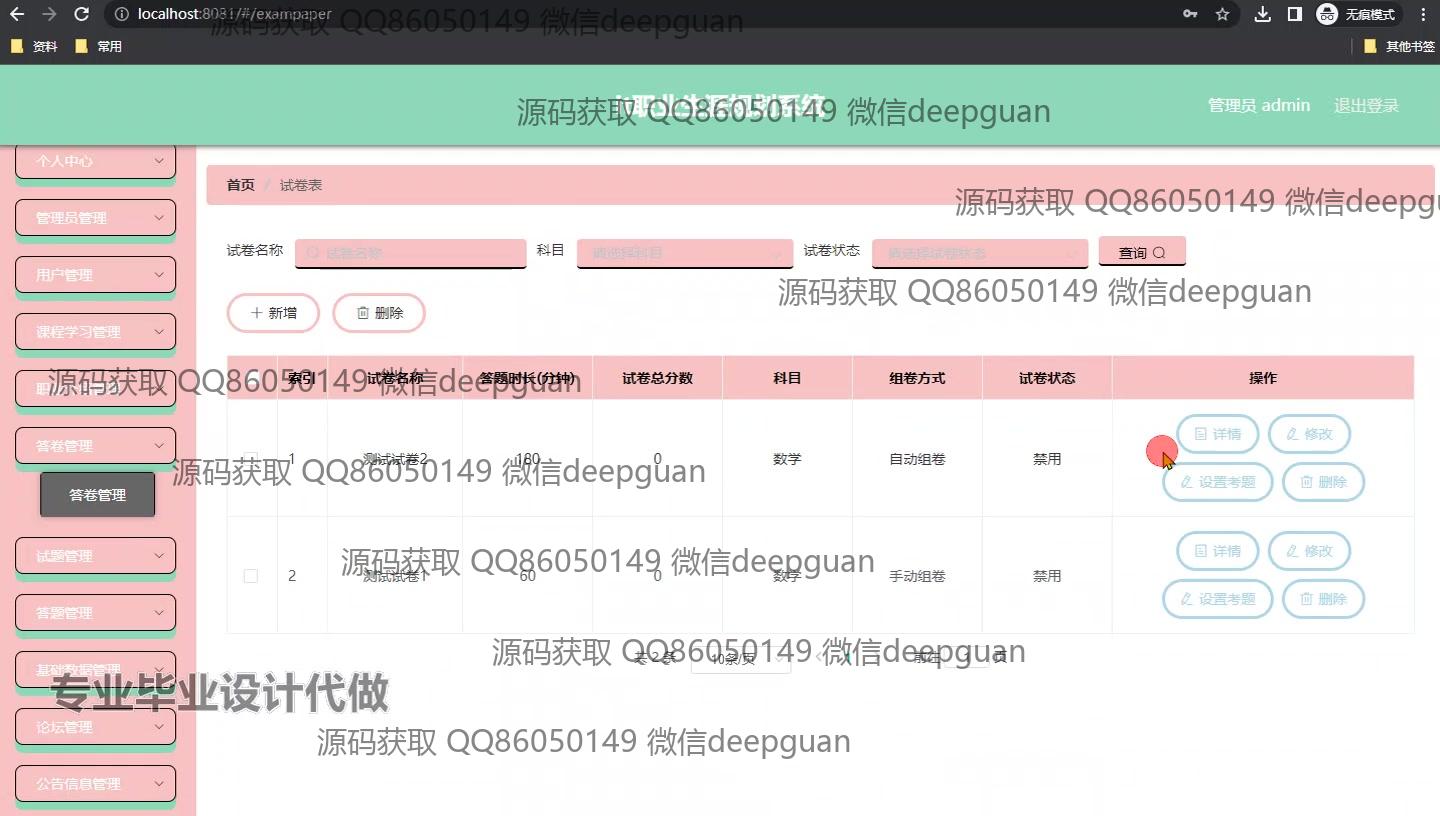 localhost:8081/#/exampaper
无痕模式
资料
常用
其他书签
源码获取 QQ86050149 微信deepguan
it职业生涯规划系统
源码获取 QQ86050149 微信deepguan
管理员 admin
退出登录
个人中心
首页 / 试卷表
源码获取 QQ86050149 微信deepgu
管理员管理
试卷名称
试卷名称
科目
请选择科目
试卷状态
请选择试卷状态
查询
用户管理
源码获取 QQ86050149 微信deepguan
新增
删除
课程学习管理
源码获取 QQ86050149 微信deepguan
索引
试卷名称
答题时长(分钟)
试卷总分数
科目
组卷方式
试卷状态
操作
答卷管理
1
测试试卷2
180
0
数学
自动组卷
禁用
详情
修改
设置考题
删除
源码获取 QQ86050149 微信deepguan
答卷管理
试题管理
源码获取 QQ86050149 微信deepguan
2
测试试卷1
60
0
数学
手动组卷
禁用
详情
修改
设置考题
删除
答题管理
源码获取 QQ86050149 微信deepguan
共 2 条
10条/页
1
前往
1
页
基础数据管理
专业毕业设计代做
论坛管理
源码获取 QQ86050149 微信deepguan
公告信息管理